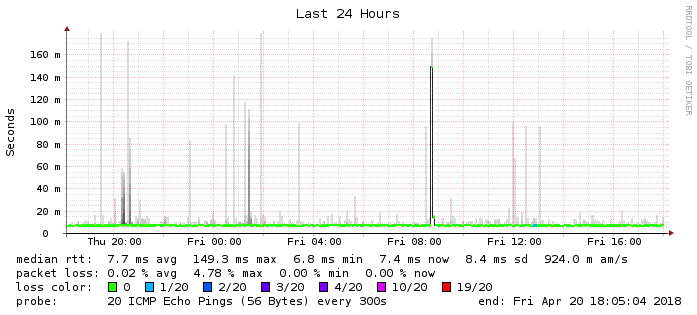 Last 24 Hours
RRDTOOL / TOBI OETIKER
Seconds
160 m
140 m
120 m
100 m
80 m
60 m
40 m
20 m
0
Thu 20:00 Fri 00:00 Fri 04:00 Fri 08:00 Fri 12:00 Fri 16:00
median rtt: 7.7 ms avg 149.3 ms max 6.8 ms min 7.4 ms now 8.4 ms sd 924.0 m am/s
packet loss: 0.02 % avg 4.78 % max 0.00 % min 0.00 % now
loss color: 0 1/20 2/20 3/20 4/20 10/20 19/20
probe: 20 ICMP Echo Pings (56 Bytes) every 300s end: Fri Apr 20 18:05:04 2018